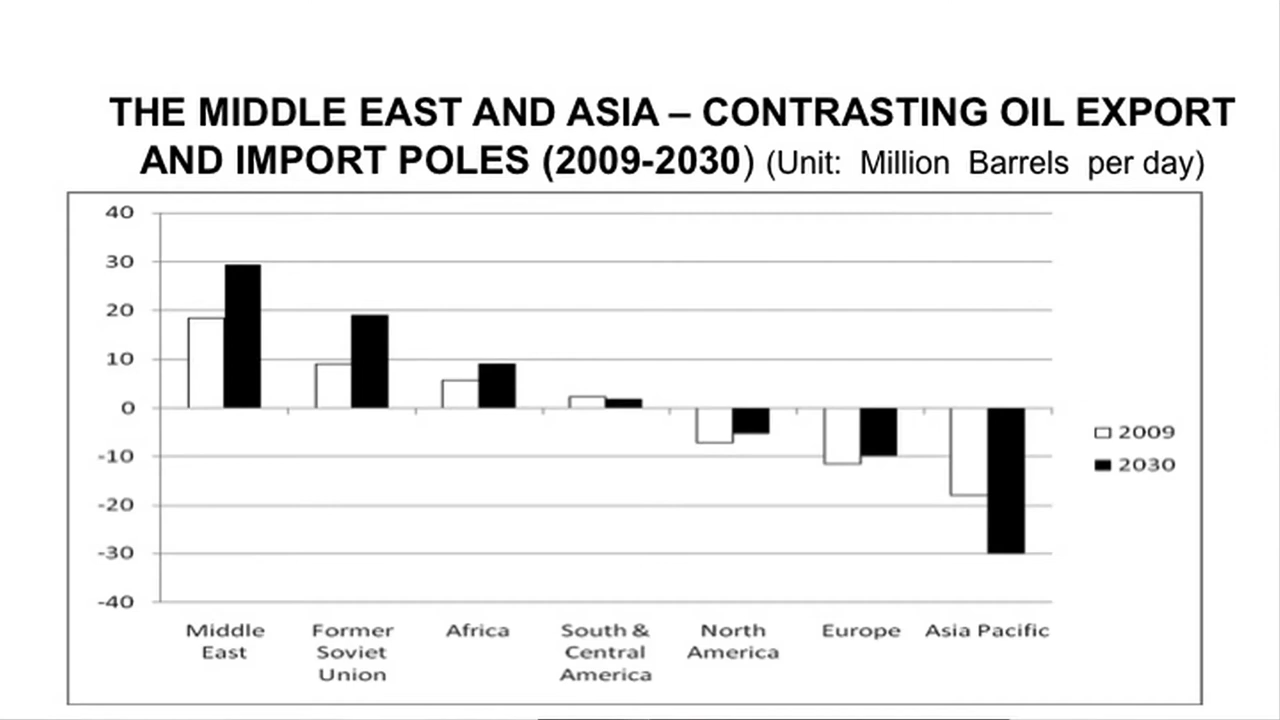 THE MIDDLE EAST AND ASIA – CONTRASTING OIL EXPORT
AND IMPORT POLES (2009-2030) (Unit: Million Barrels per day)
40
30
20
10
0
-10
-20
-30
-40
2009
2030
Middle
East
Former
Soviet
Union
Africa
South &
Central
America
North
America
Europe
Asia Pacific